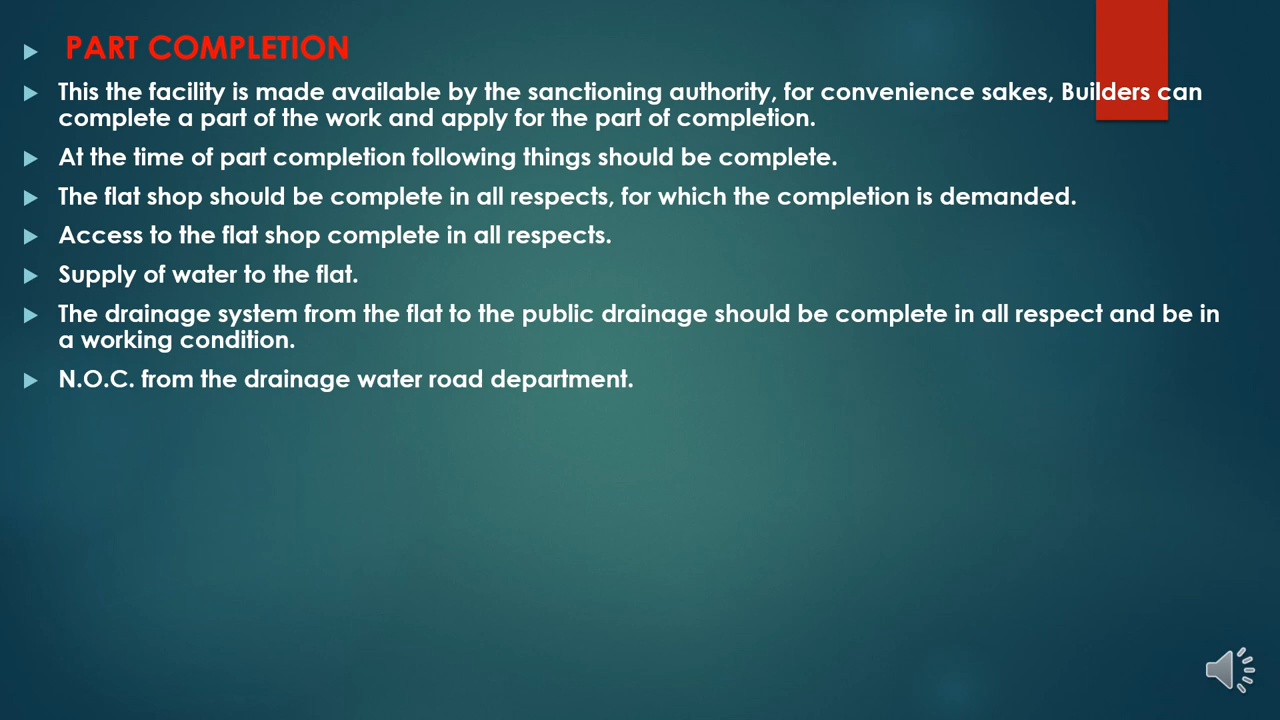 PART COMPLETION
This the facility is made available by the sanctioning authority, for convenience sakes, Builders can
complete a part of the work and apply for the part of completion.
At the time of part completion following things should be complete.
The flat shop should be complete in all respects, for which the completion is demanded.
Access to the flat shop complete in all respects.
Supply of water to the flat.
The drainage system from the flat to the public drainage should be complete in all respect and be in
a working condition.
N.O.C. from the drainage water road department.